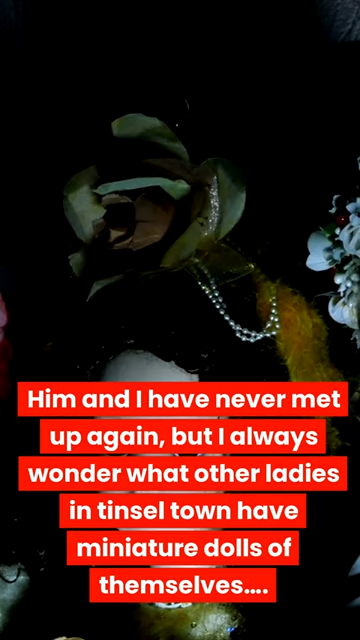 Him and I have never met
up again, but I always
wonder what other ladies
in tinsel town have
miniature dolls of
themselves....